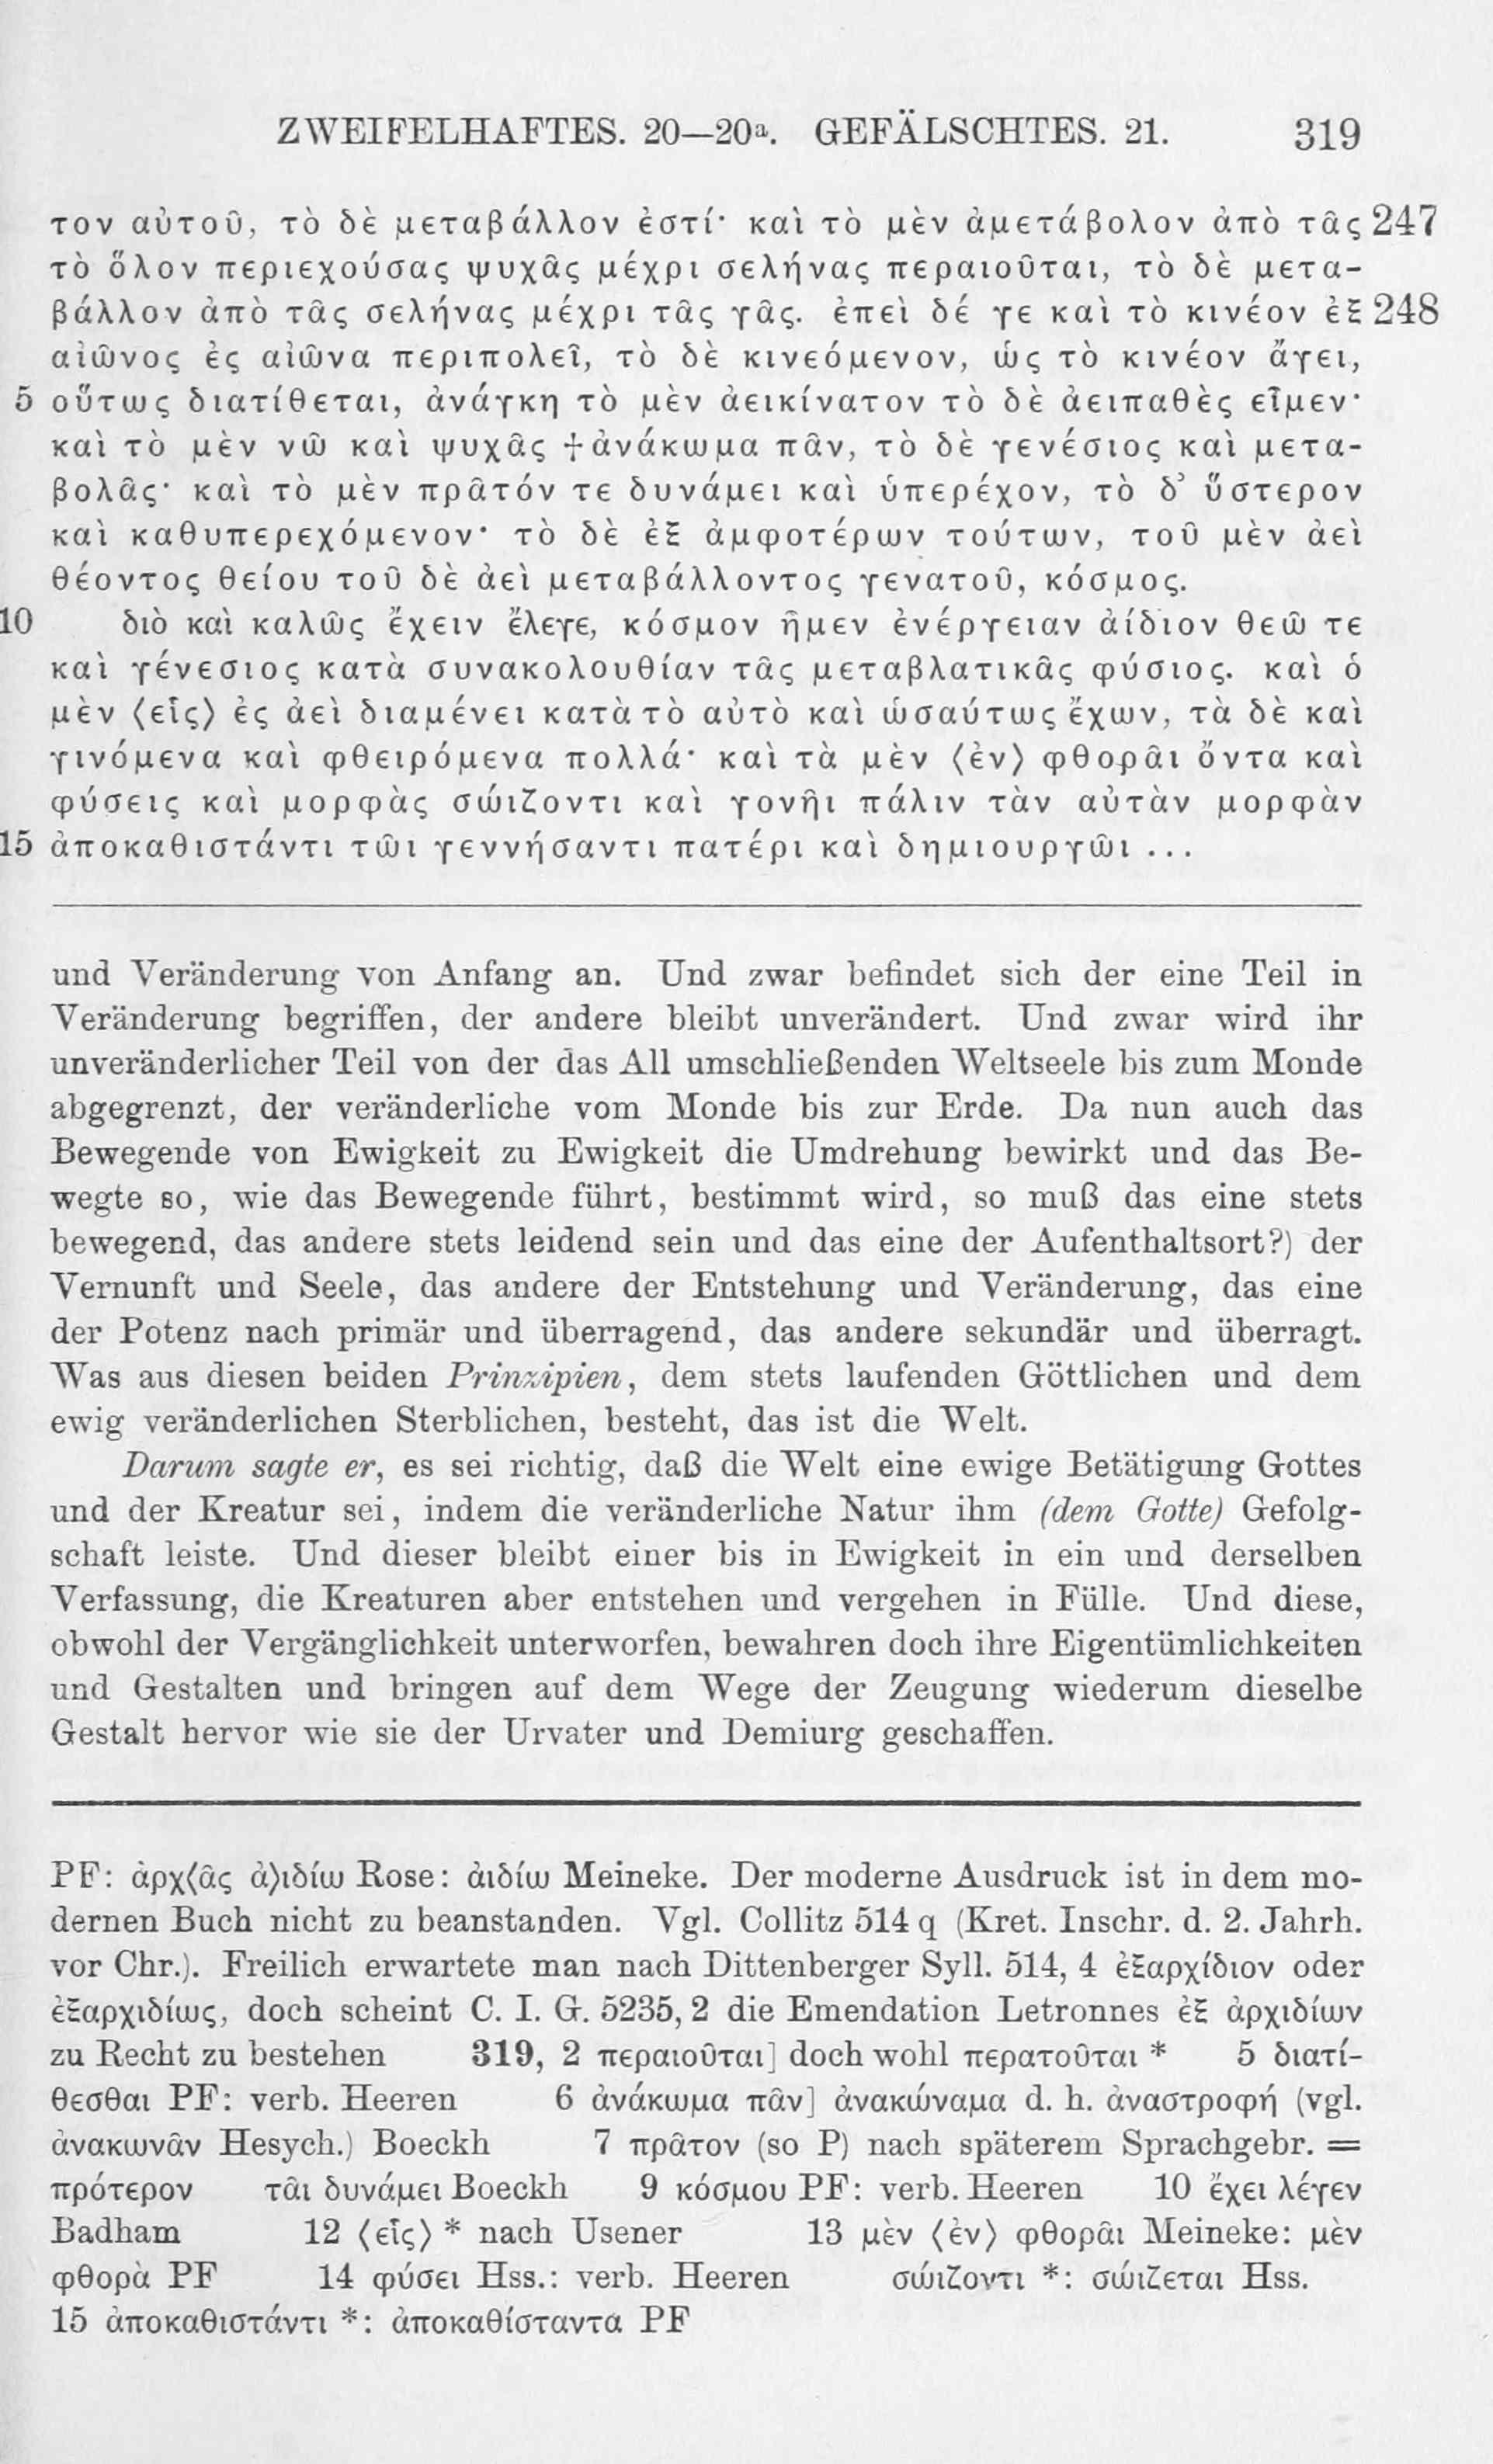 ZWEIFELHAFTES. 20—20ª. GEFÄLSCHTES. 21. 319
τον αὐτοῦ, τὸ δὲ μεταβάλλον ἐστί· καὶ τὸ μὲν ἀμετάβολον ἀπὸ τᾶς 247
τὸ ὅλον περιεχούσας ψυχᾶς μέχρι σελήνας περαιοῦται, τὸ δὲ μετα-
βάλλον ἀπὸ τᾶς σελήνας μέχρι τᾶς γᾶς. ἐπεὶ δέ γε καὶ τὸ κινέον ἐξ 248
αἰῶνος ἐς αἰῶνα περιπολεῖ, τὸ δὲ κινεόμενον, ὡς τὸ κινέον ἄγει,
5 οὕτως διατίθεται, ἀνάγκη τὸ μὲν ἀεικίνατον τὸ δὲ ἀειπαθὲς εἶμεν·
καὶ τὸ μὲν νῶ καὶ ψυχᾶς †ἀνάκωμα πᾶν, τὸ δὲ γενέσιος καὶ μετα-
βολᾶς· καὶ τὸ μὲν πρᾶτόν τε δυνάμει καὶ ὑπερέχον, τὸ δ’ ὕστερον
καὶ καθυπερεχόμενον· τὸ δὲ ἐξ ἀμφοτέρων τούτων, τοῦ μὲν ἀεὶ
θέοντος θείου τοῦ δὲ ἀεὶ μεταβάλλοντος γενατοῦ, κόσμος.
10 διὸ καὶ καλῶς ἔχειν ἔλεγε, κόσμον ἦμεν ἐνέργειαν ἀίδιον θεῶ τε
καὶ γένεσιος κατὰ συνακολουθίαν τᾶς μεταβλατικᾶς φύσιος. καὶ ὁ
μὲν ⟨εἷς⟩ ἐς ἀεὶ διαμένει κατὰ τὸ αὐτὸ καὶ ὡσαύτως ἔχων, τὰ δὲ καὶ
γινόμενα καὶ φθειρόμενα πολλά· καὶ τὰ μὲν ⟨ἐν⟩ φθορᾶι ὄντα καὶ
φύσεις καὶ μορφὰς σώιζοντι καὶ γονῆι πάλιν τὰν αὐτὰν μορφὰν
15 ἀποκαθιστάντι τῶι γεννήσαντι πατέρι καὶ δημιουργῶι ...
und Veränderung von Anfang an. Und zwar befindet sich der eine Teil in
Veränderung begriffen, der andere bleibt unverändert. Und zwar wird ihr
unveränderlicher Teil von der das All umschließenden Weltseele bis zum Monde
abgegrenzt, der veränderliche vom Monde bis zur Erde. Da nun auch das
Bewegende von Ewigkeit zu Ewigkeit die Umdrehung bewirkt und das Be-
wegte so, wie das Bewegende führt, bestimmt wird, so muß das eine stets
bewegend, das andere stets leidend sein und das eine der Aufenthaltsort?) der
Vernunft und Seele, das andere der Entstehung und Veränderung, das eine
der Potenz nach primär und überragend, das andere sekundär und überragt.
Was aus diesen beiden Prinzipien, dem stets laufenden Göttlichen und dem
ewig veränderlichen Sterblichen, besteht, das ist die Welt.
Darum sagte er, es sei richtig, daß die Welt eine ewige Betätigung Gottes
und der Kreatur sei, indem die veränderliche Natur ihm (dem Gotte) Gefolg-
schaft leiste. Und dieser bleibt einer bis in Ewigkeit in ein und derselben
Verfassung, die Kreaturen aber entstehen und vergehen in Fülle. Und diese,
obwohl der Vergänglichkeit unterworfen, bewahren doch ihre Eigentümlichkeiten
und Gestalten und bringen auf dem Wege der Zeugung wiederum dieselbe
Gestalt hervor wie sie der Urvater und Demiurg geschaffen.
PF: ἀρχ⟨ᾶς ἀ⟩ιδίω Rose: ἀιδίω Meineke. Der moderne Ausdruck ist in dem mo-
dernen Buch nicht zu beanstanden. Vgl. Collitz 514 q (Kret. Inschr. d. 2. Jahrh.
vor Chr.). Freilich erwartete man nach Dittenberger Syll. 514, 4 ἐξαρχίδιον oder
ἐξαρχιδίως, doch scheint C. I. G. 5235, 2 die Emendation Letronnes ἐξ ἀρχιδίων
zu Recht zu bestehen 319, 2 περαιοῦται] doch wohl περατοῦται * 5 διατί-
θεσθαι PF: verb. Heeren 6 ἀνάκωμα πᾶν] ἀνακώναμα d. h. ἀναστροφή (vgl.
ἀνακωνᾶν Hesych.) Boeckh 7 πρᾶτον (so P) nach späterem Sprachgebr. =
πρότερον τᾶι δυνάμει Boeckh 9 κόσμου PF: verb. Heeren 10 ἔχει λέγεν
Badham 12 ⟨εἷς⟩ * nach Usener 13 μὲν ⟨ἐν⟩ φθορᾶι Meineke: μὲν
φθορὰ PF 14 φύσει Hss.: verb. Heeren σώιζοντι *: σώιζεται Hss.
15 ἀποκαθιστάντι *: ἀποκαθίσταντα PF